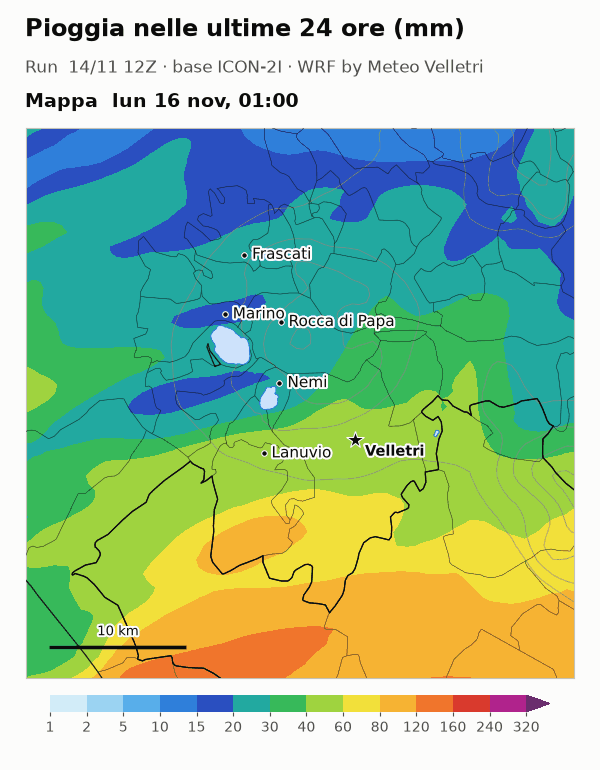 Pioggia nelle ultime 24 ore (mm)
Run  14/11 12Z · base ICON-2I · WRF by Meteo Velletri
Mappa  lun 16 nov, 01:00
Frascati
Marino
Rocca di Papa
Nemi
Velletri
Lanuvio
10 km
1 2 5 10 15 20 30 40 60 80 120 160 240 320